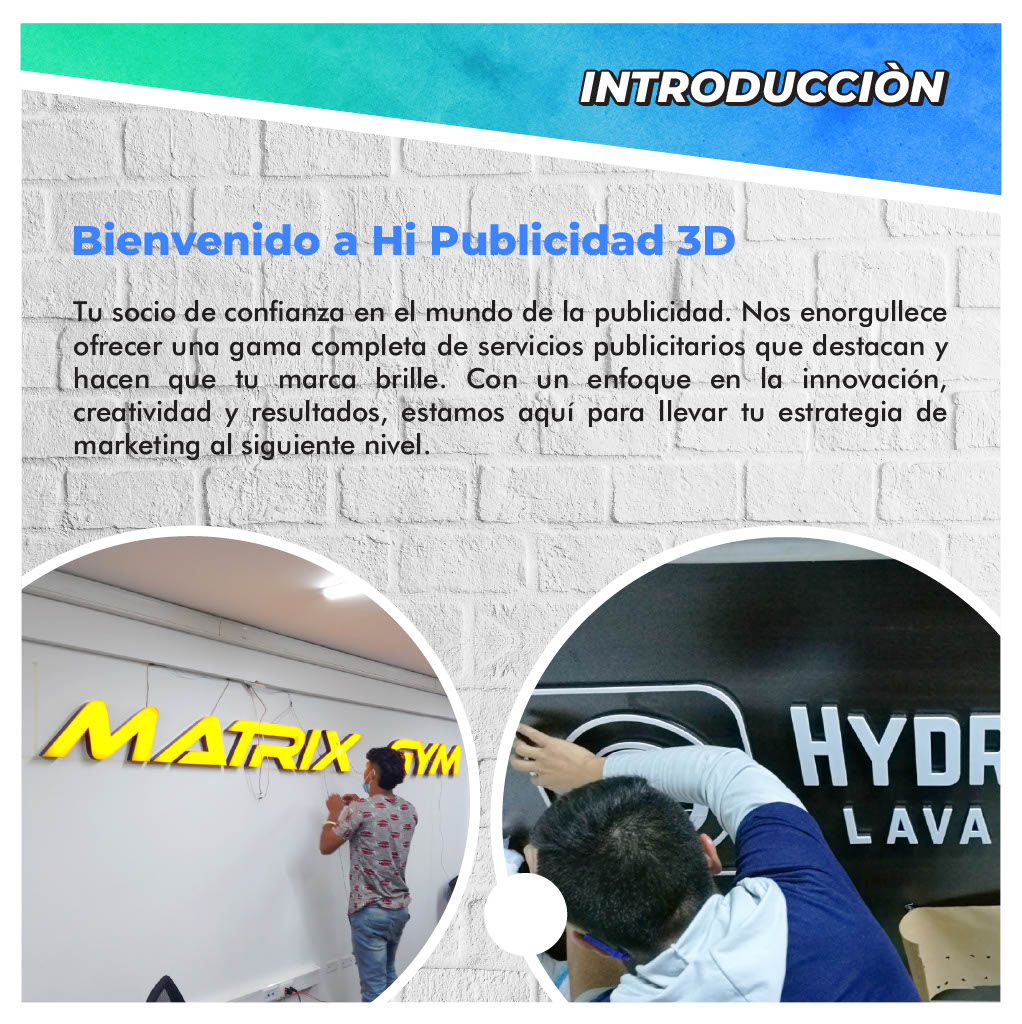 INTRODUCCIÒN
Bienvenido a Hi Publicidad 3D
Tu socio de confianza en el mundo de la publicidad. Nos enorgullece
ofrecer una gama completa de servicios publicitarios que destacan y
hacen que tu marca brille. Con un enfoque en la innovación,
creatividad y resultados, estamos aquí para llevar tu estrategia de
marketing al siguiente nivel.
MATRIX GYM
HYDR
LAVA